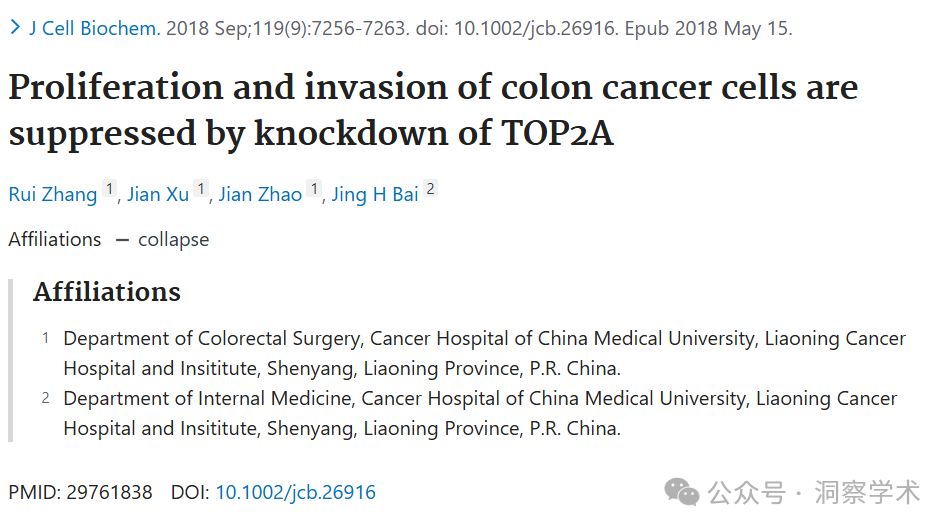 > J Cell Biochem. 2018 Sep;119(9):7256-7263. doi: 10.1002/jcb.26916. Epub 2018 May 15.
Proliferation and invasion of colon cancer cells are
suppressed by knockdown of TOP2A
Rui Zhang 1, Jian Xu 1, Jian Zhao 1, Jing H Bai 2
Affiliations — collapse
Affiliations
1 Department of Colorectal Surgery, Cancer Hospital of China Medical University, Liaoning Cancer
Hospital and Insititute, Shenyang, Liaoning Province, P.R. China.
2 Department of Internal Medicine, Cancer Hospital of China Medical University, Liaoning Cancer
Hospital and Insititute, Shenyang, Liaoning Province, P.R. China.
PMID: 29761838 DOI: 10.1002/jcb.26916
公众号 · 洞察学术